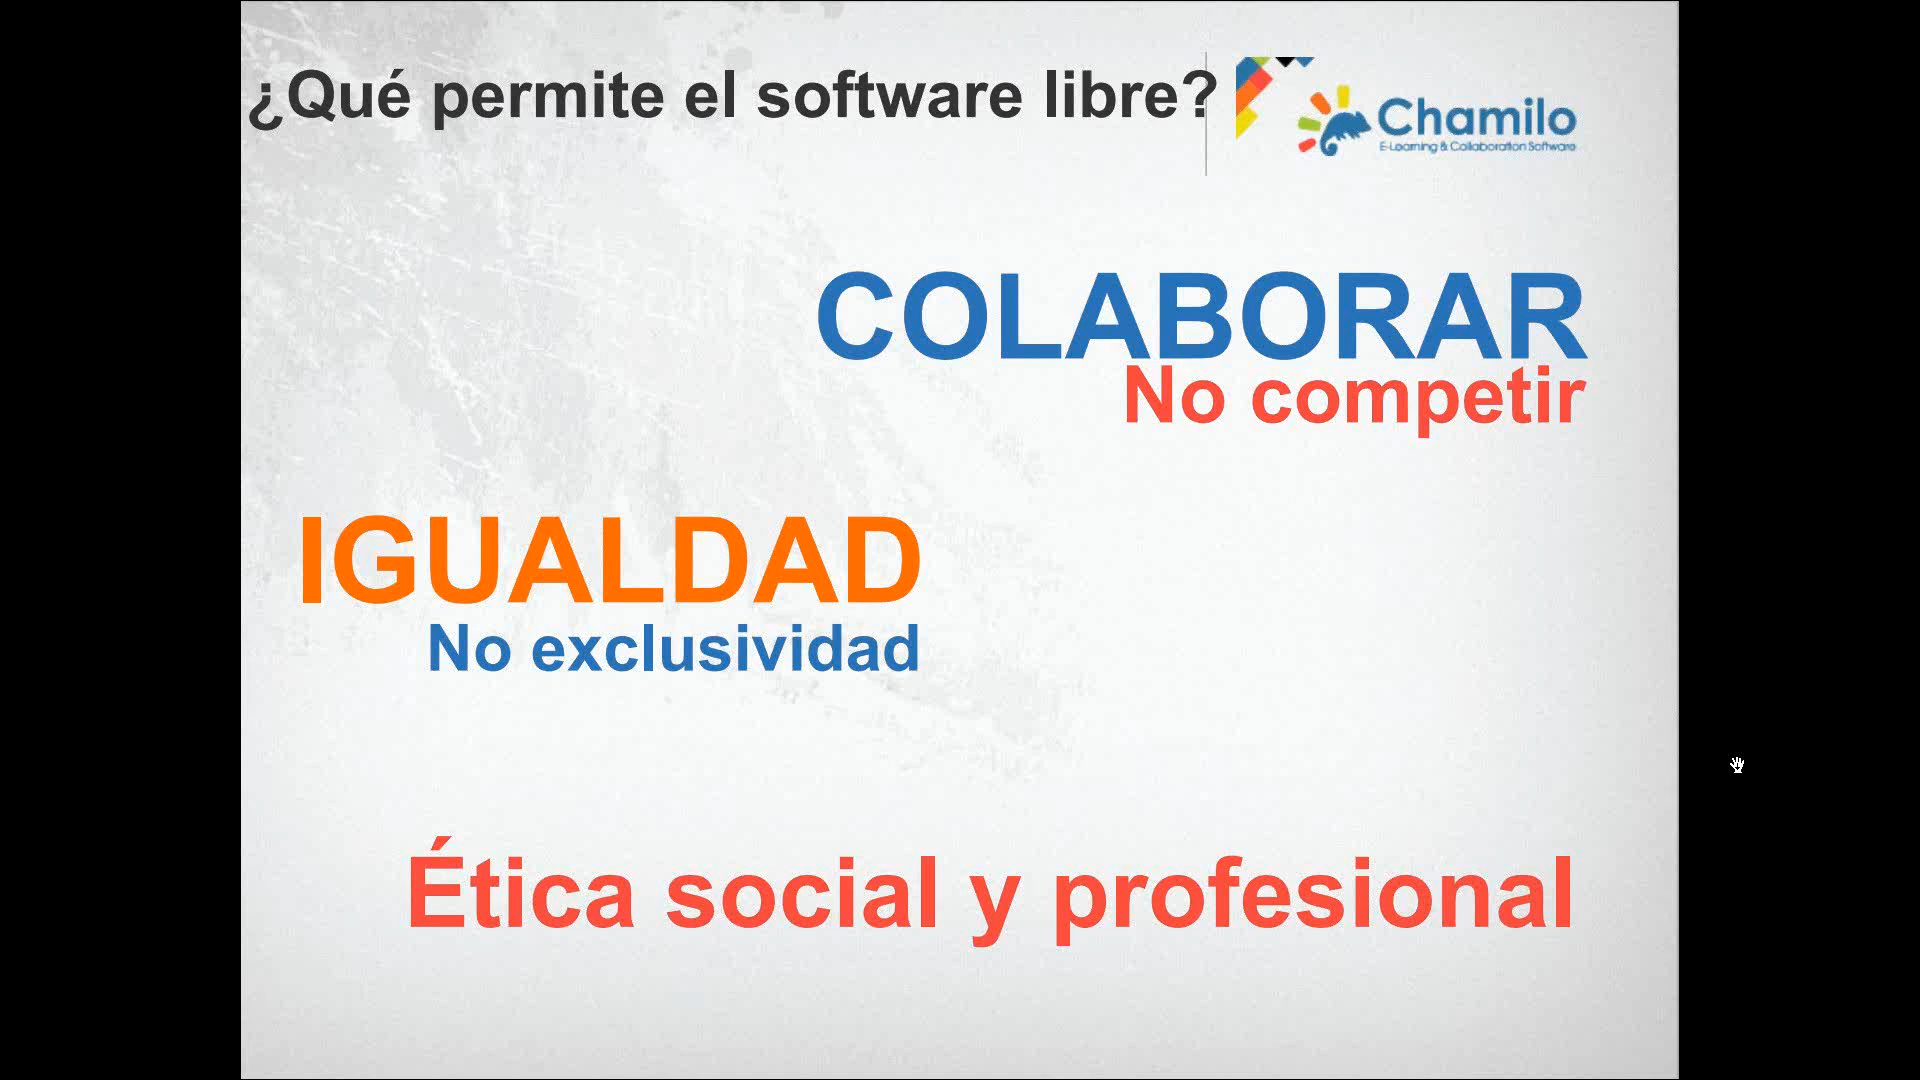 ¿Qué permite el software libre?
Chamilo
E-Learning & Collaboration Software
COLABORAR
No competir
IGUALDAD
No exclusividad
Ética social y profesional